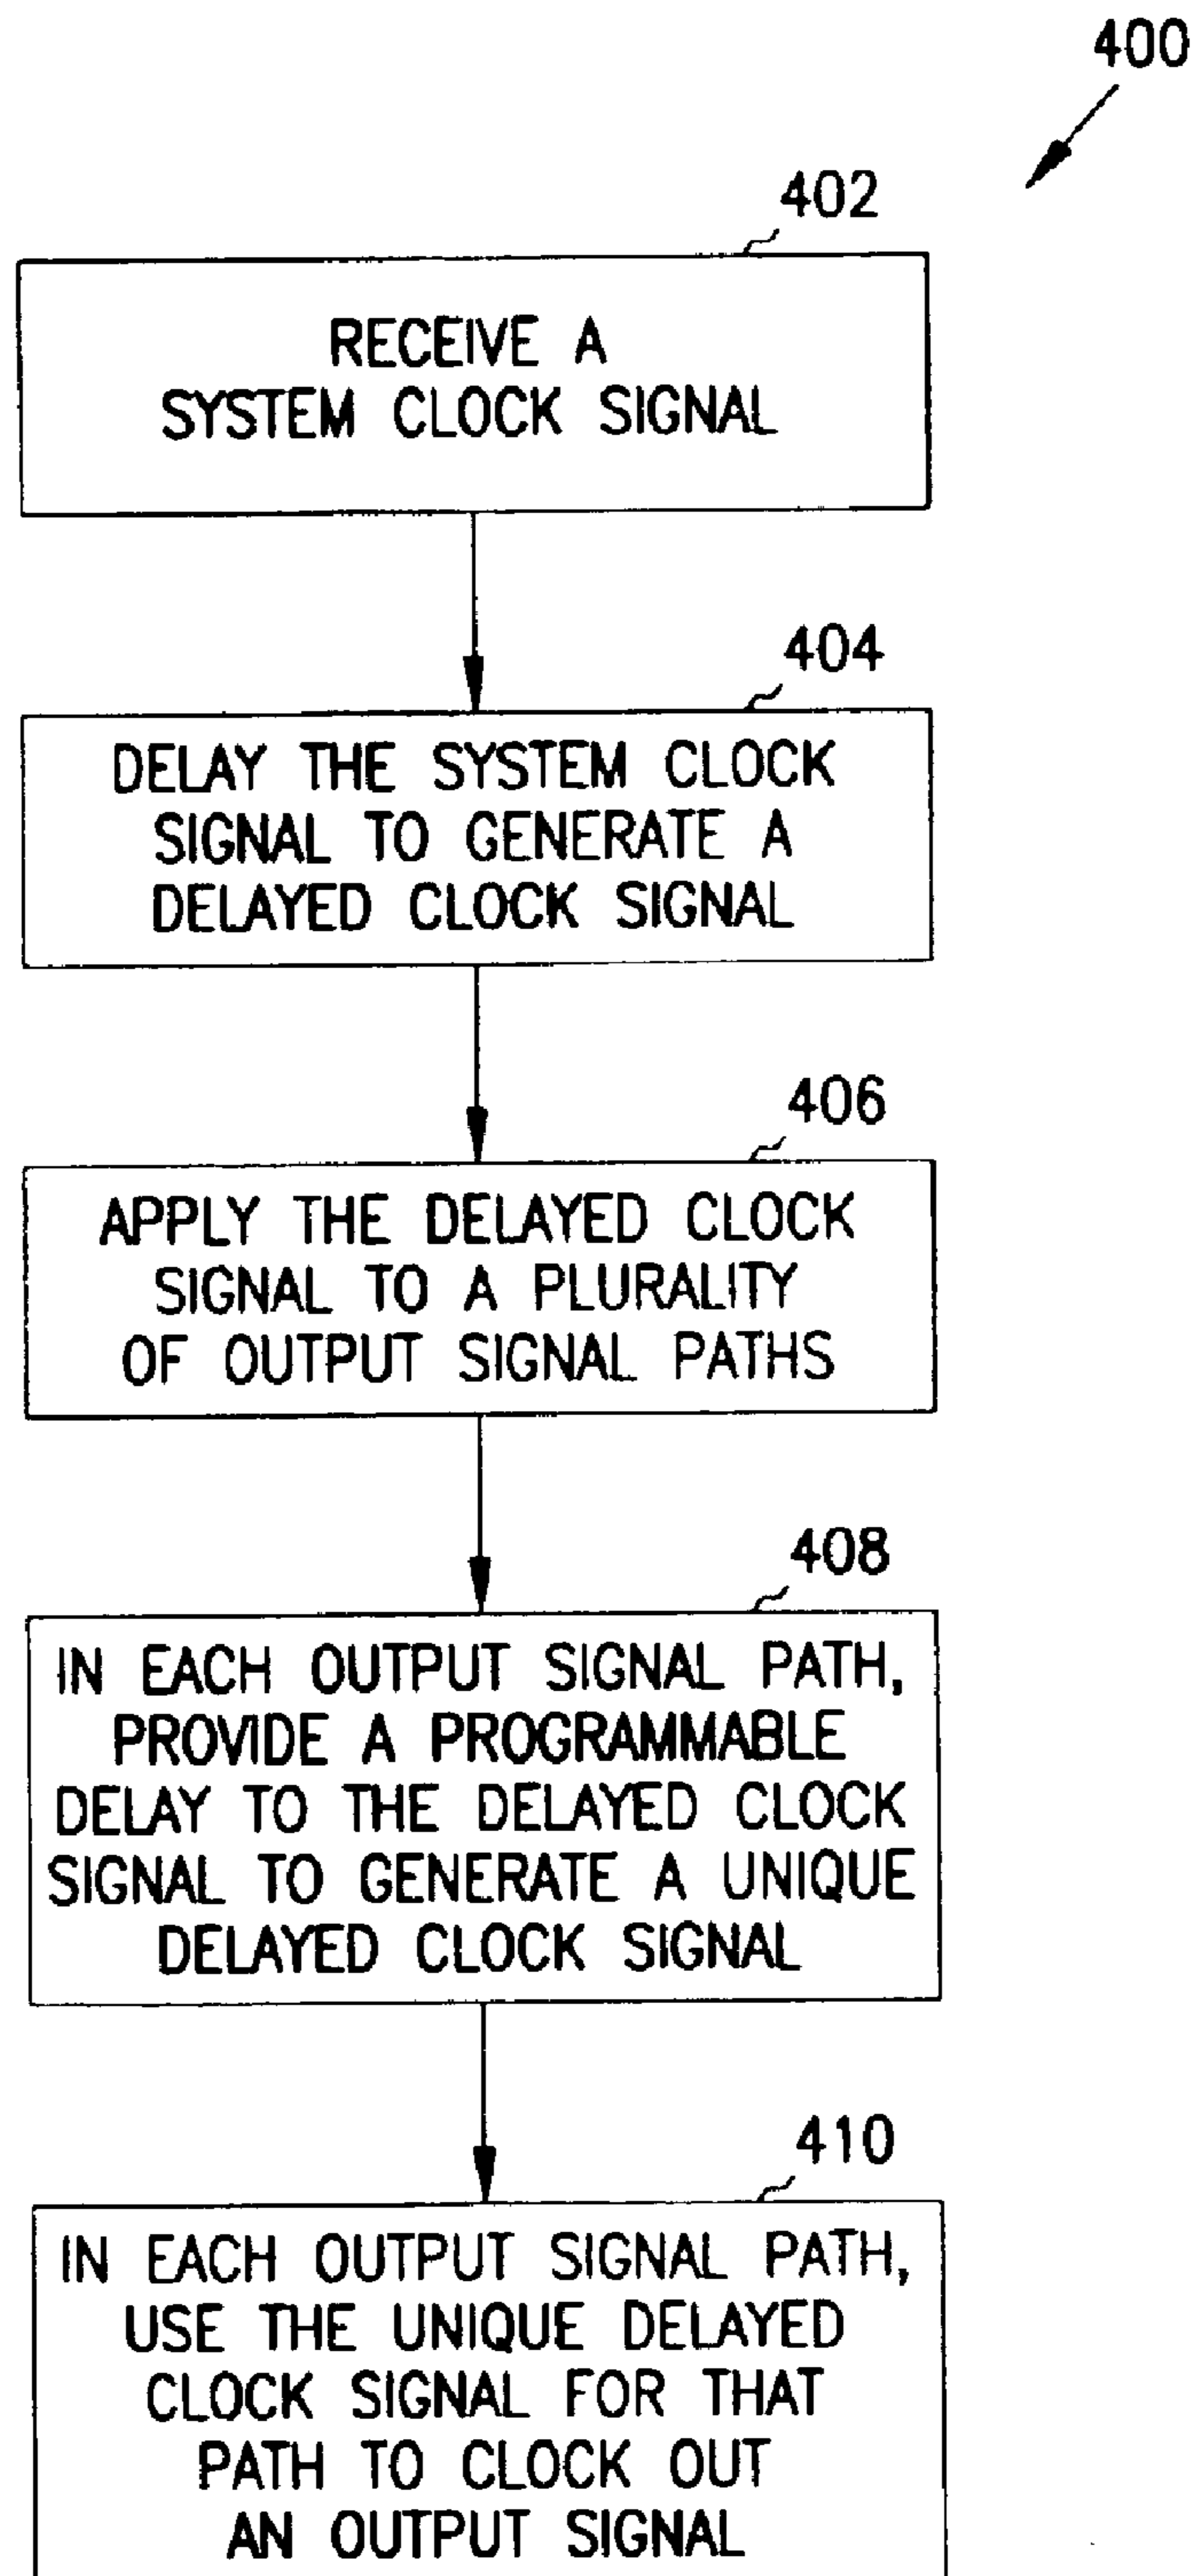 400
402
RECEIVE A
SYSTEM CLOCK SIGNAL
404
DELAY THE SYSTEM CLOCK
SIGNAL TO GENERATE A
DELAYED CLOCK SIGNAL
406
APPLY THE DELAYED CLOCK
SIGNAL TO A PLURALITY
OF OUTPUT SIGNAL PATHS
408
IN EACH OUTPUT SIGNAL PATH,
PROVIDE A PROGRAMMABLE
DELAY TO THE DELAYED CLOCK
SIGNAL TO GENERATE A UNIQUE
DELAYED CLOCK SIGNAL
410
IN EACH OUTPUT SIGNAL PATH,
USE THE UNIQUE DELAYED
CLOCK SIGNAL FOR THAT
PATH TO CLOCK OUT
AN OUTPUT SIGNAL